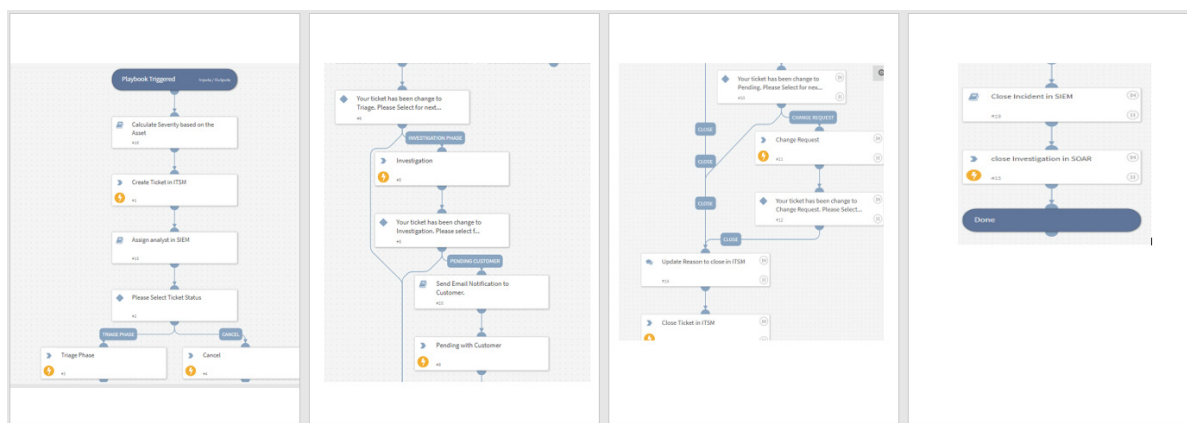 Playbook Triggered
Inputs / Outputs
Calculate Severity based on the
Asset
Create Ticket in ITSM
Assign analyst in SIEM
Please Select Ticket Status
#2
TRIAGE PHASE
CANCEL
Triage Phase
Cancel
Your ticket has been change to
Triage. Please Select for next...
INVESTIGATION PHASE
Investigation
Your ticket has been change to
Investigation. Please select f...
PENDING CUSTOMER
Send Email Notification to
Customer.
Pending with Customer
Your ticket has been change to
Pending. Please Select for nex...
CHANGE REQUEST
CLOSE
Change Request
#11
CLOSE
Your ticket has been change to
Change Request. Please Select...
#12
CLOSE
CLOSE
Update Reason to close in ITSM
Close Ticket in ITSM
Close Incident in SIEM
close Investigation in SOAR
Done